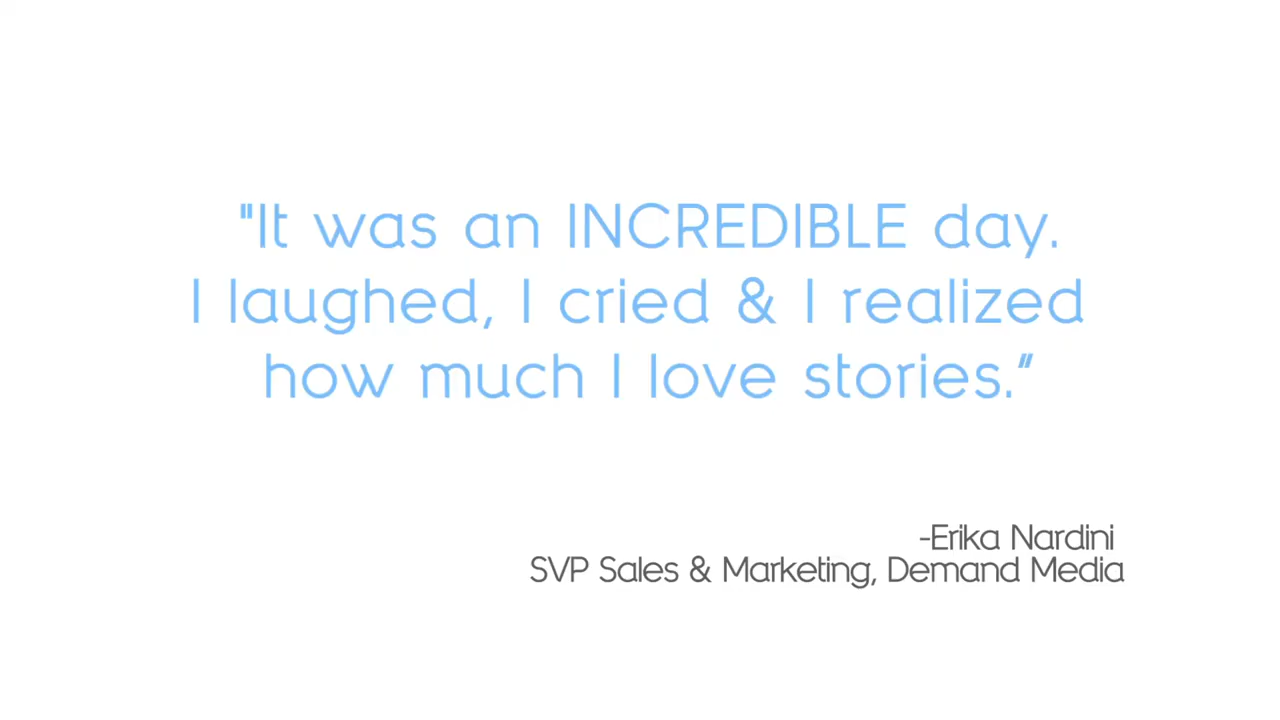 "It was an INCREDIBLE day.
I laughed, I cried & I realized
how much I love stories.”
-Erika Nardini
SVP Sales & Marketing, Demand Media